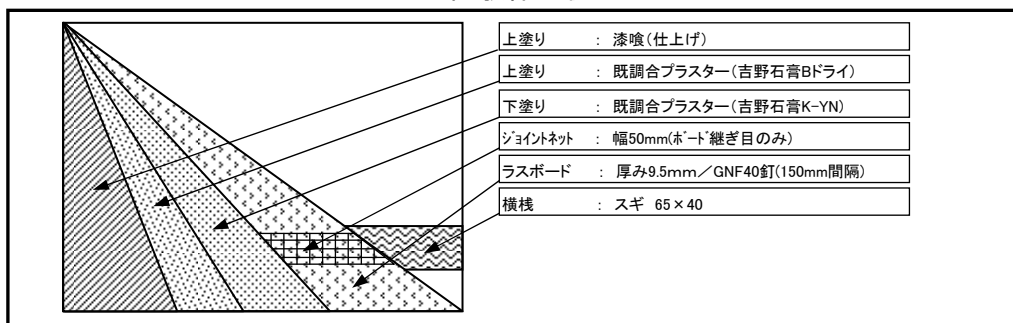 上塗り : 漆喰(仕上げ)
上塗り : 既調合プラスター(吉野石膏Bドライ)
下塗り : 既調合プラスター(吉野石膏K-YN)
ｼﾞｮｲﾝﾄネット : 幅50mm(ﾎﾞｰﾄﾞ継ぎ目のみ)
ラスボード : 厚み9.5mm/GNF40釘(150mm間隔)
横桟 : スギ 65×40